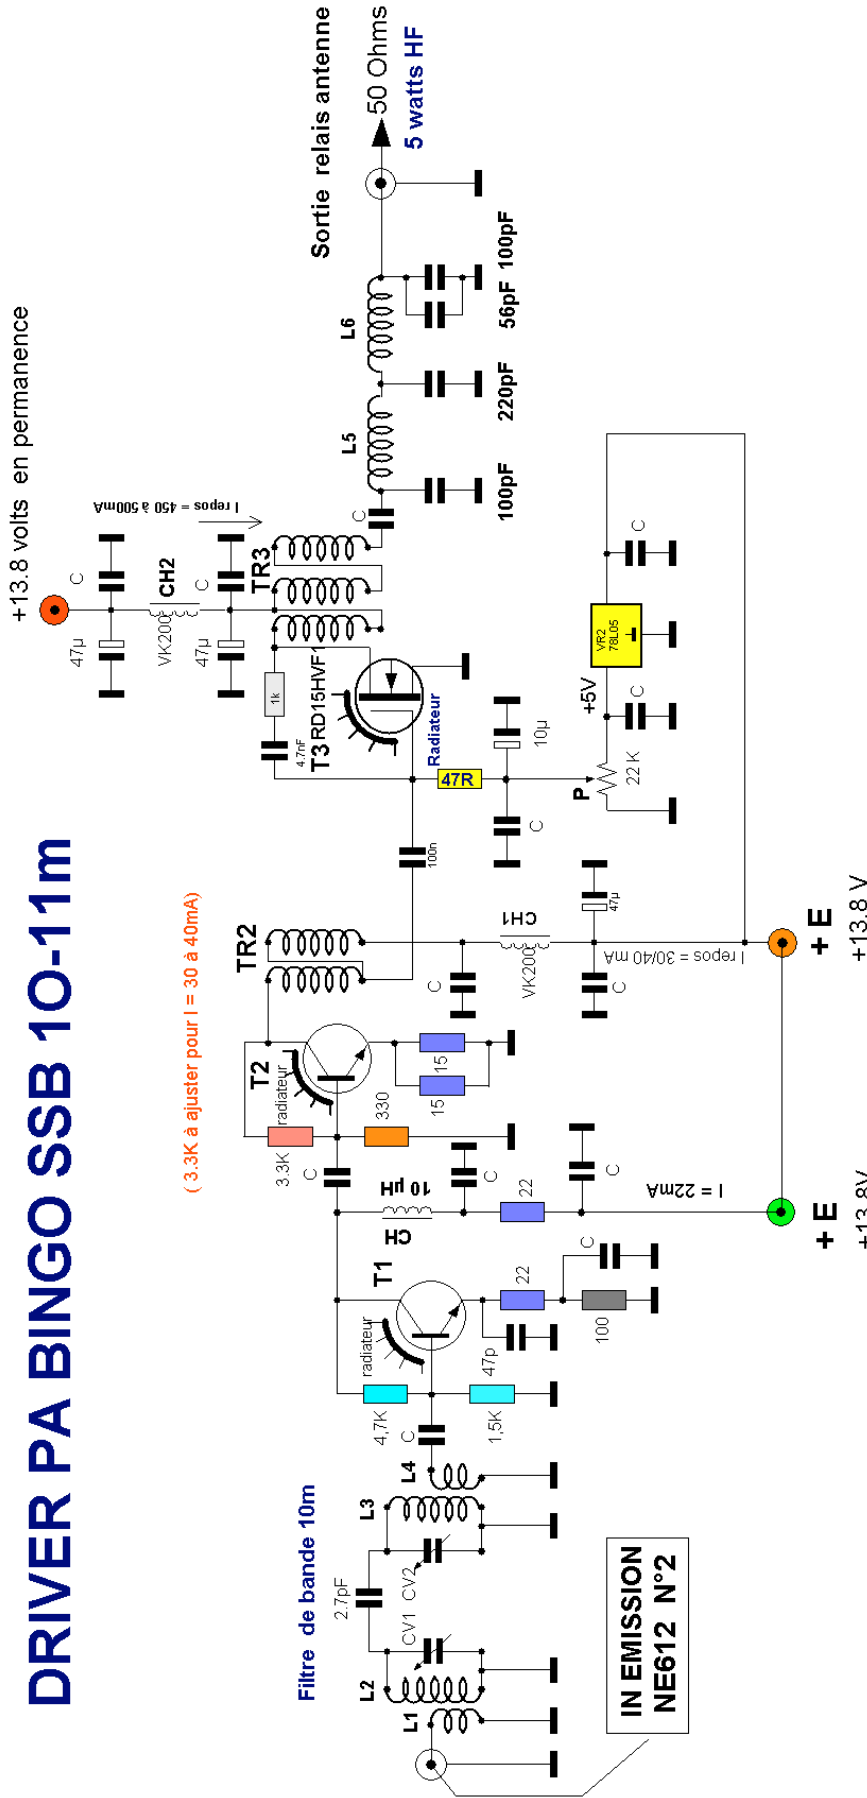 DRIVER PA BINGO SSB 1O-11m
+13.8 volts en permanence
47µ
C
CH2
VK200
47µ
C
I repos = 450 à 500mA
TR3
Sortie relais antenne
50 Ohms
5 watts HF
( 3.3K à ajuster pour I = 30 à 40mA)
TR2
1k
4.7nF
T3 RD15HVF1
Radiateur
C
L5
L6
100pF
220pF
56pF
100pF
Filtre de bande 10m
2.7pF
CV1
CV2
L1
L2
L3
L4
C
4,7K
radiateur
T1
1,5K
47p
22
100
C
CH
10 µH
C
22
C
I = 22mA
C
3.3K
radiateur
T2
330
15
15
C
CH1
VK200
C
47µ
I repos = 30/40 mA
100n
47R
C
10µ
P
22 K
+5V
C
VR2
78L05
C
IN EMISSION
NE612 N°2
+ E
+13.8V
+ E
+13.8 V